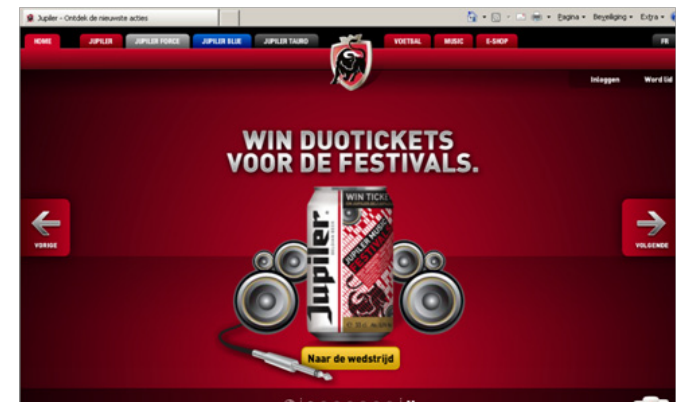 Jupiler - Ontdek de nieuwste acties
Pagina
Beveiliging
Extra
HOME
JUPILER
JUPILER FORCE
JUPILER BLUE
JUPILER TAURO
VOETBAL
MUSIC
E-SHOP
FR
Inloggen
Word lid
WIN DUOTICKETS
VOOR DE FESTIVALS.
VORIGE
VOLGENDE
WIN TICKE
Jupiler
JUPILER MUSIC
FESTIVAL
Naar de wedstrijd